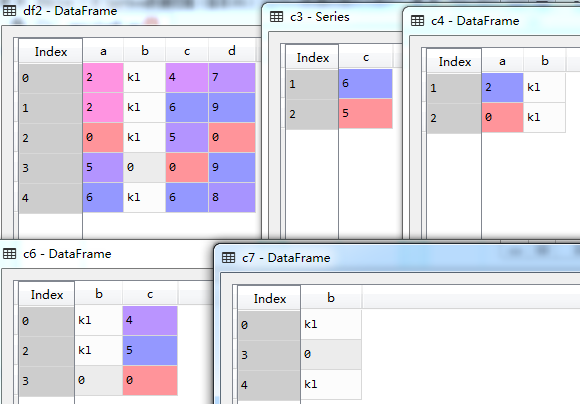 df2 - DataFrame
Index a b c d
0 2 k1 4 7
1 2 k1 6 9
2 0 k1 5 0
3 5 0 0 9
4 6 k1 6 8
c3 - Series
Index c
1 6
2 5
c4 - DataFrame
Index a b
1 2 k1
2 0 k1
c6 - DataFrame
Index b c
0 k1 4
2 k1 5
3 0 0
c7 - DataFrame
Index b
0 k1
3 0
4 k1